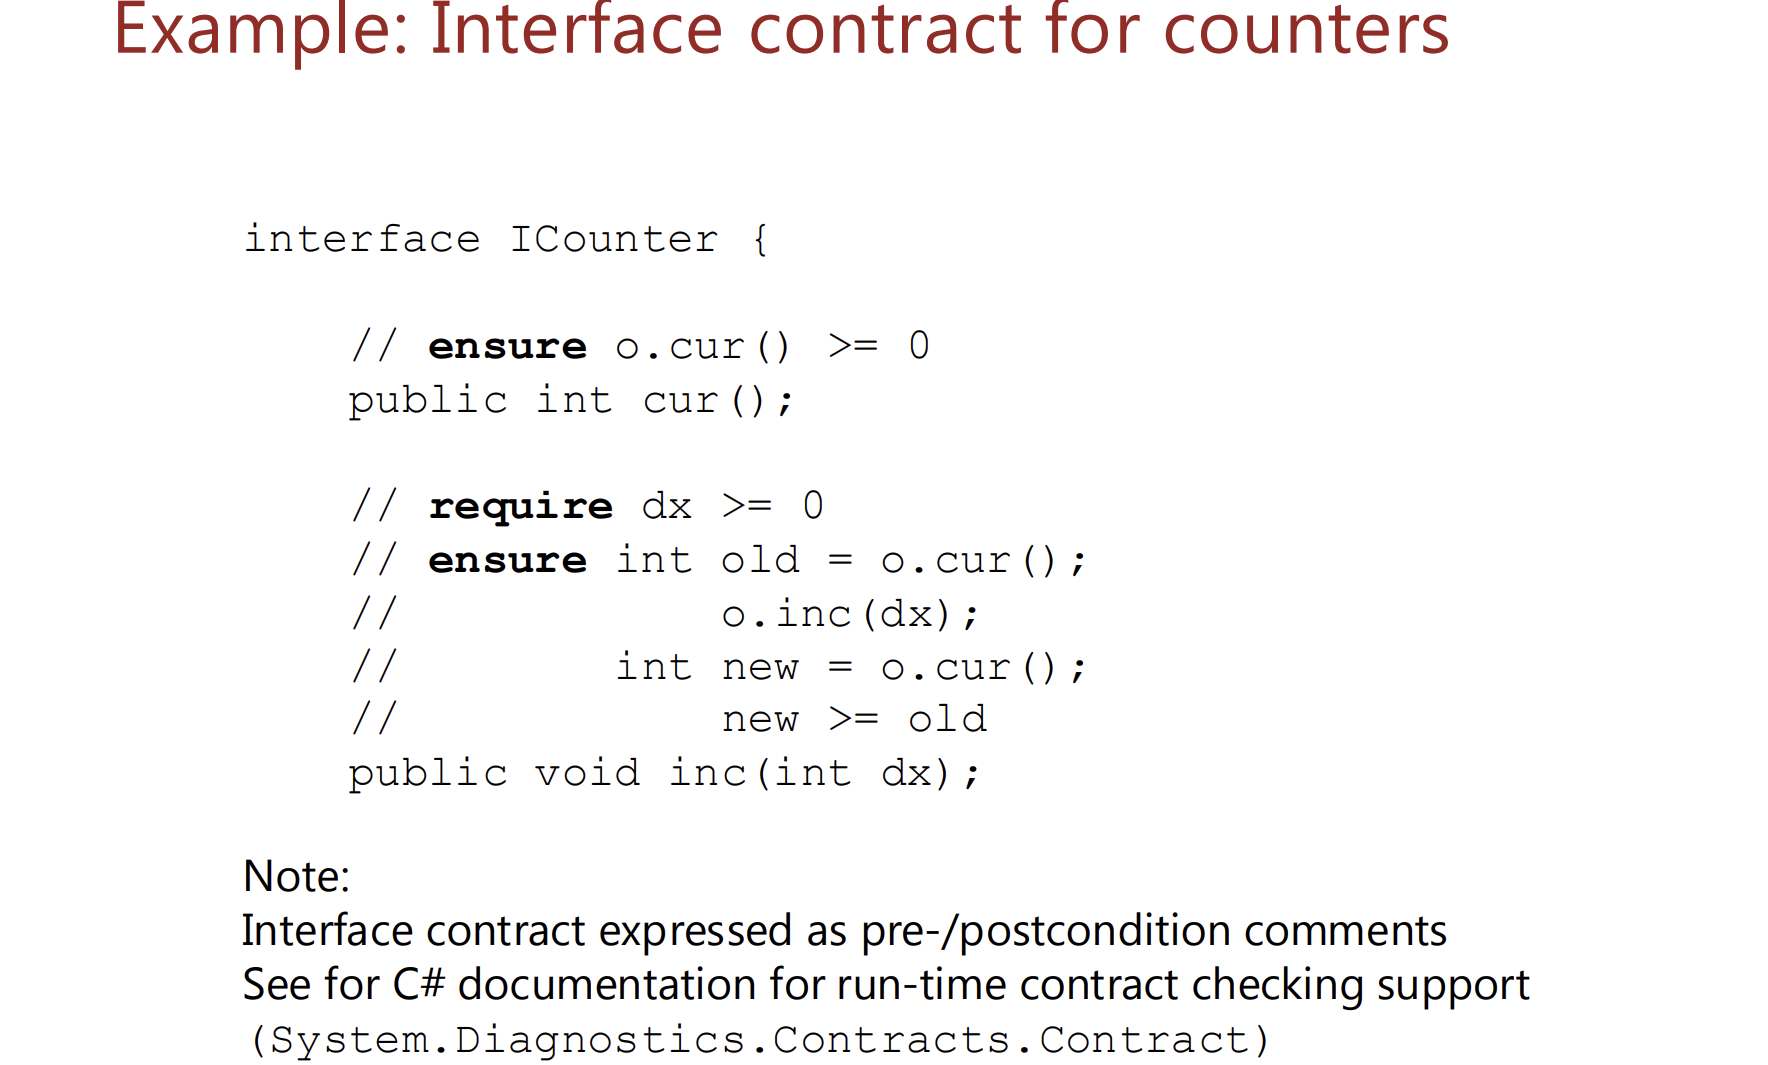 Example: Interface contract for counters
interface ICounter {
// ensure o.cur() >= 0
public int cur();
// require dx >= 0
// ensure int old = o.cur();
// o.inc(dx);
// int new = o.cur();
// new >= old
public void inc(int dx);
Note:
Interface contract expressed as pre-/postcondition comments
See for C# documentation for run-time contract checking support
(System.Diagnostics.Contracts.Contract)